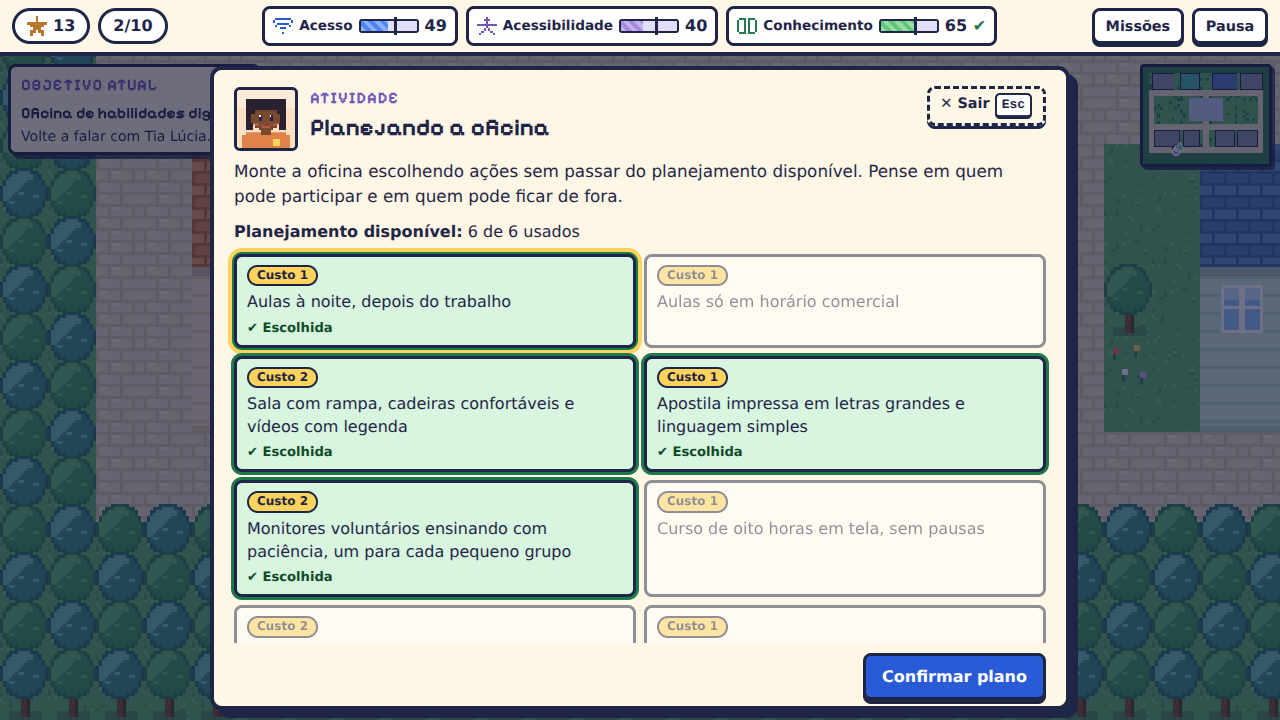 13
2/10
Acesso 49
Acessibilidade 40
Conhecimento 65 ✔
Missões
Pausa
OBJETIVO ATUAL
Oficina de habilidades dig
Volte a falar com Tia Lúcia.
ATIVIDADE
Planejando a oficina
✕ Sair Esc
Monte a oficina escolhendo ações sem passar do planejamento disponível. Pense em quem
pode participar e em quem pode ficar de fora.
Planejamento disponível: 6 de 6 usados
Custo 1
Aulas à noite, depois do trabalho
✔ Escolhida
Custo 1
Aulas só em horário comercial
Custo 2
Sala com rampa, cadeiras confortáveis e
vídeos com legenda
✔ Escolhida
Custo 1
Apostila impressa em letras grandes e
linguagem simples
✔ Escolhida
Custo 2
Monitores voluntários ensinando com
paciência, um para cada pequeno grupo
✔ Escolhida
Custo 1
Curso de oito horas em tela, sem pausas
Custo 2
Custo 1
Confirmar plano